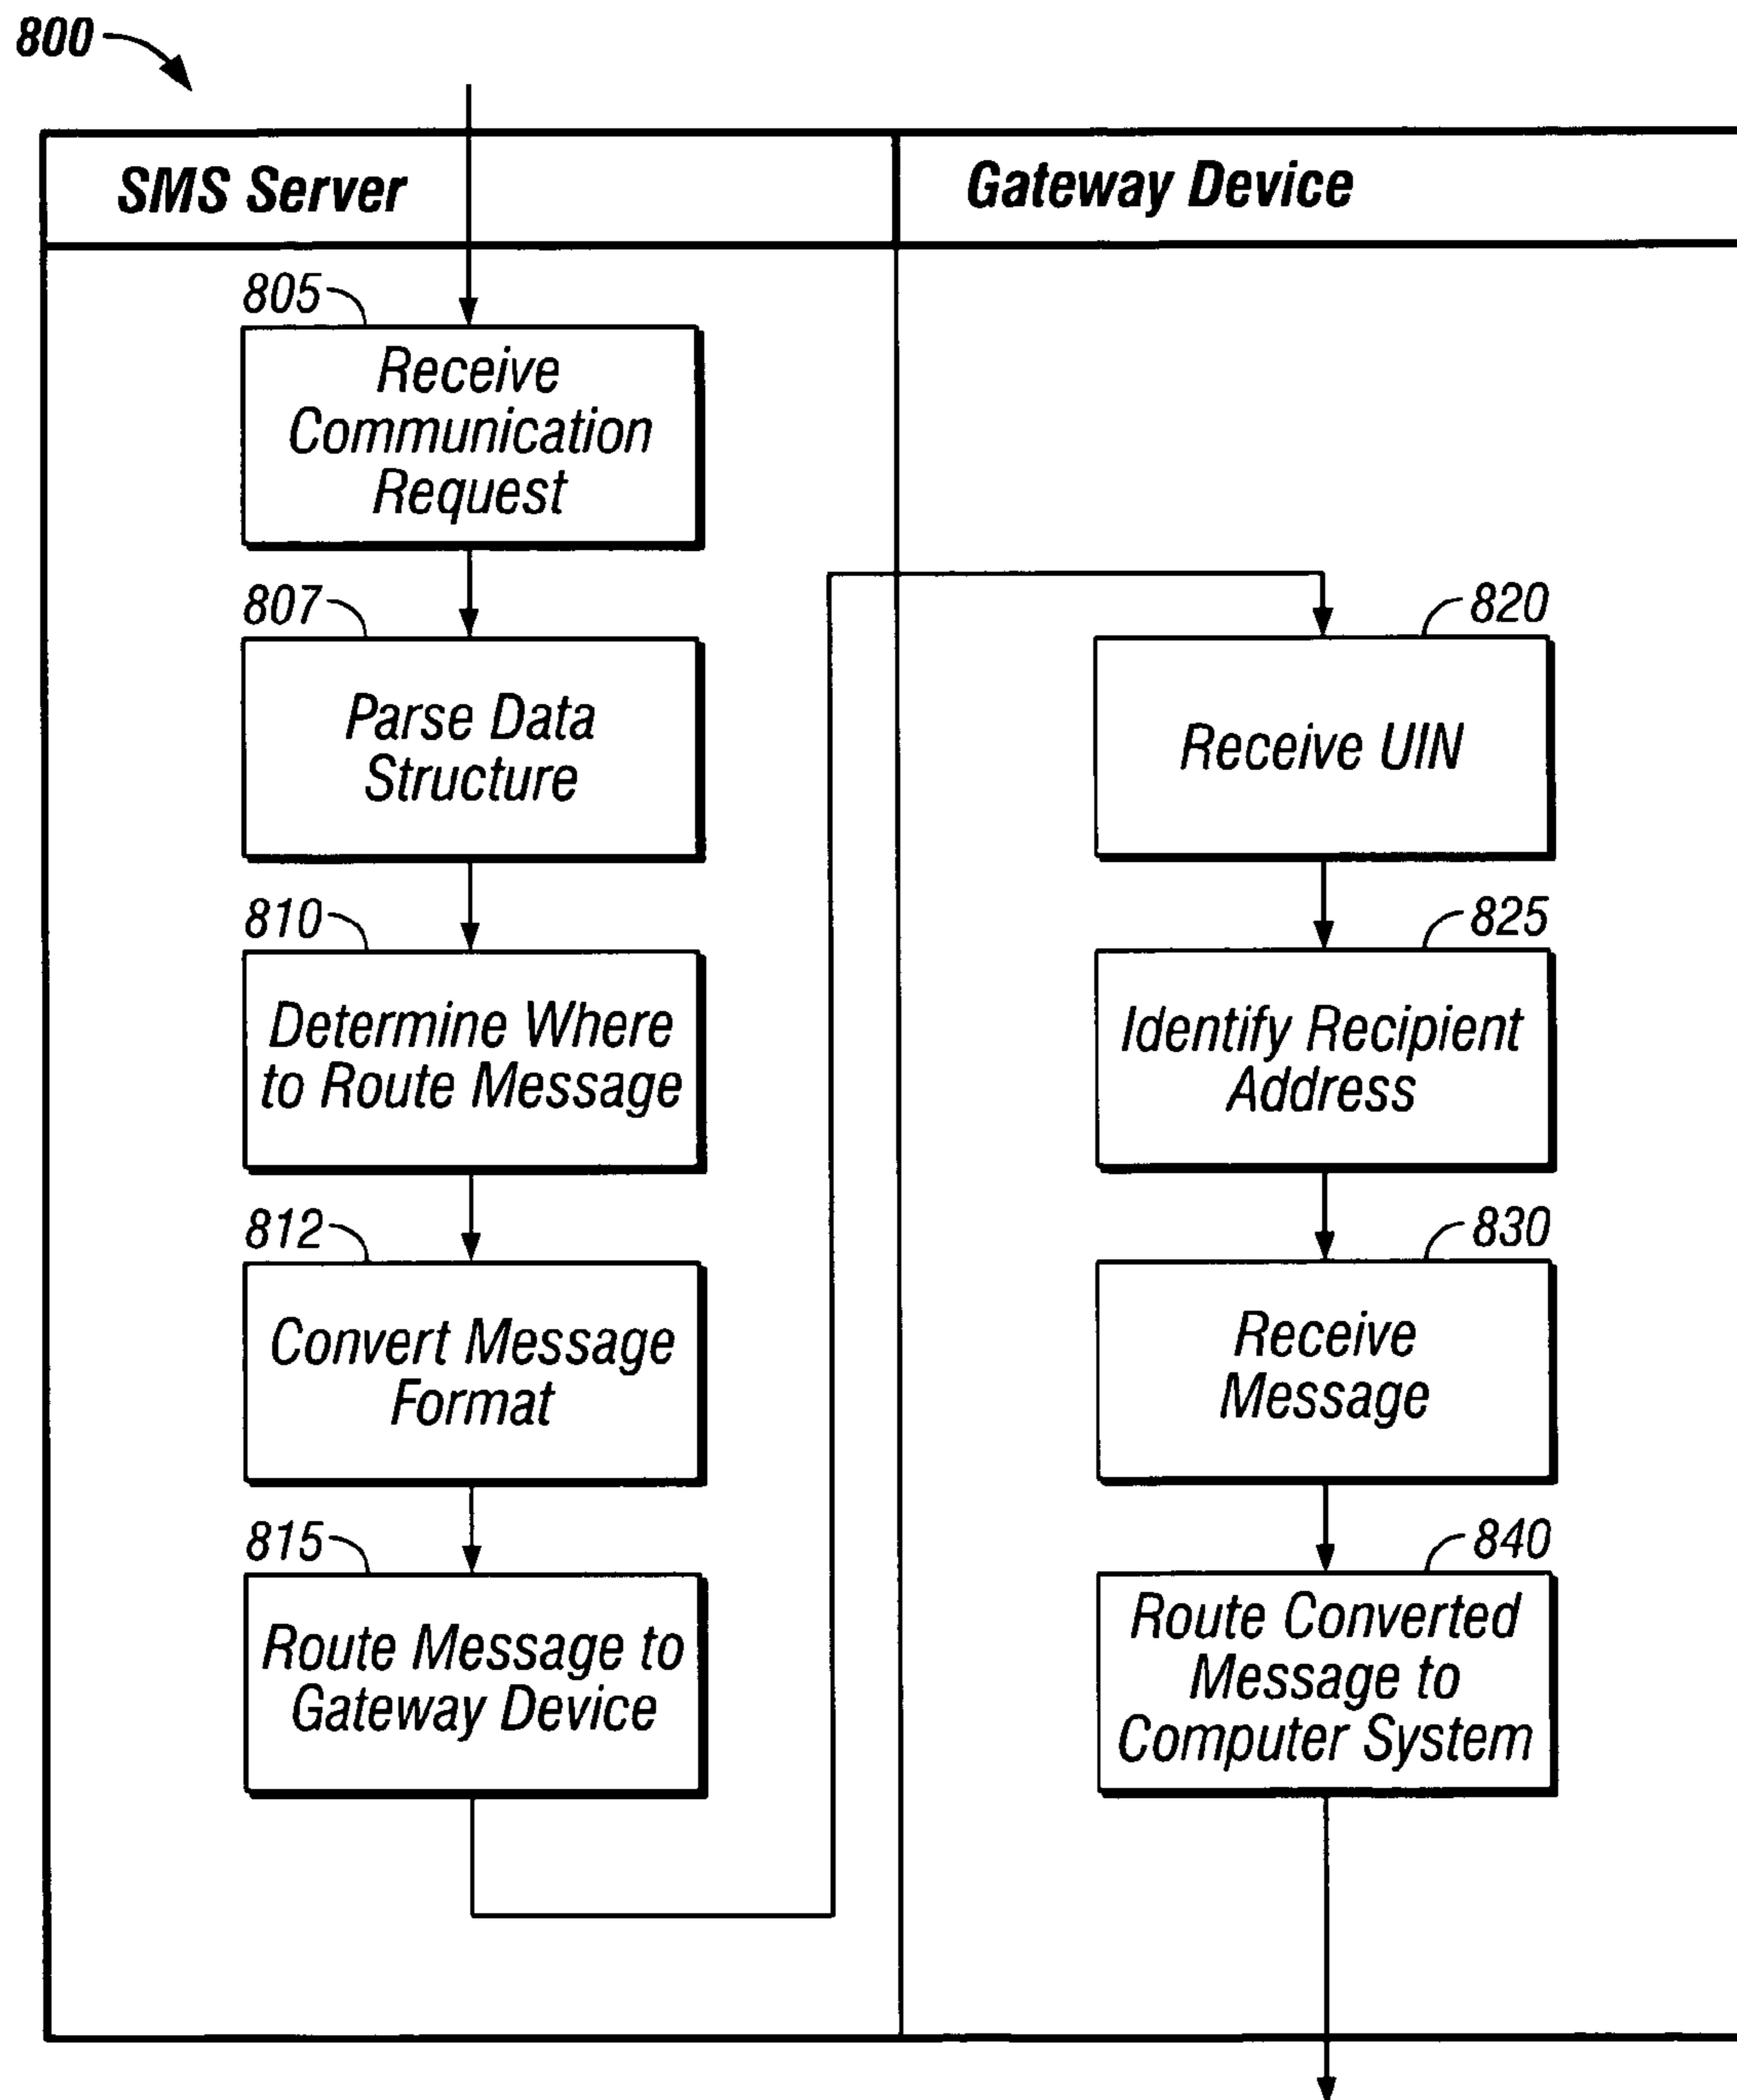 800
SMS Server
Gateway Device
805
Receive
Communication
Request
807
Parse Data
Structure
810
Determine Where
to Route Message
812
Convert Message
Format
815
Route Message to
Gateway Device
820
Receive UIN
825
Identify Recipient
Address
830
Receive
Message
840
Route Converted
Message to
Computer System